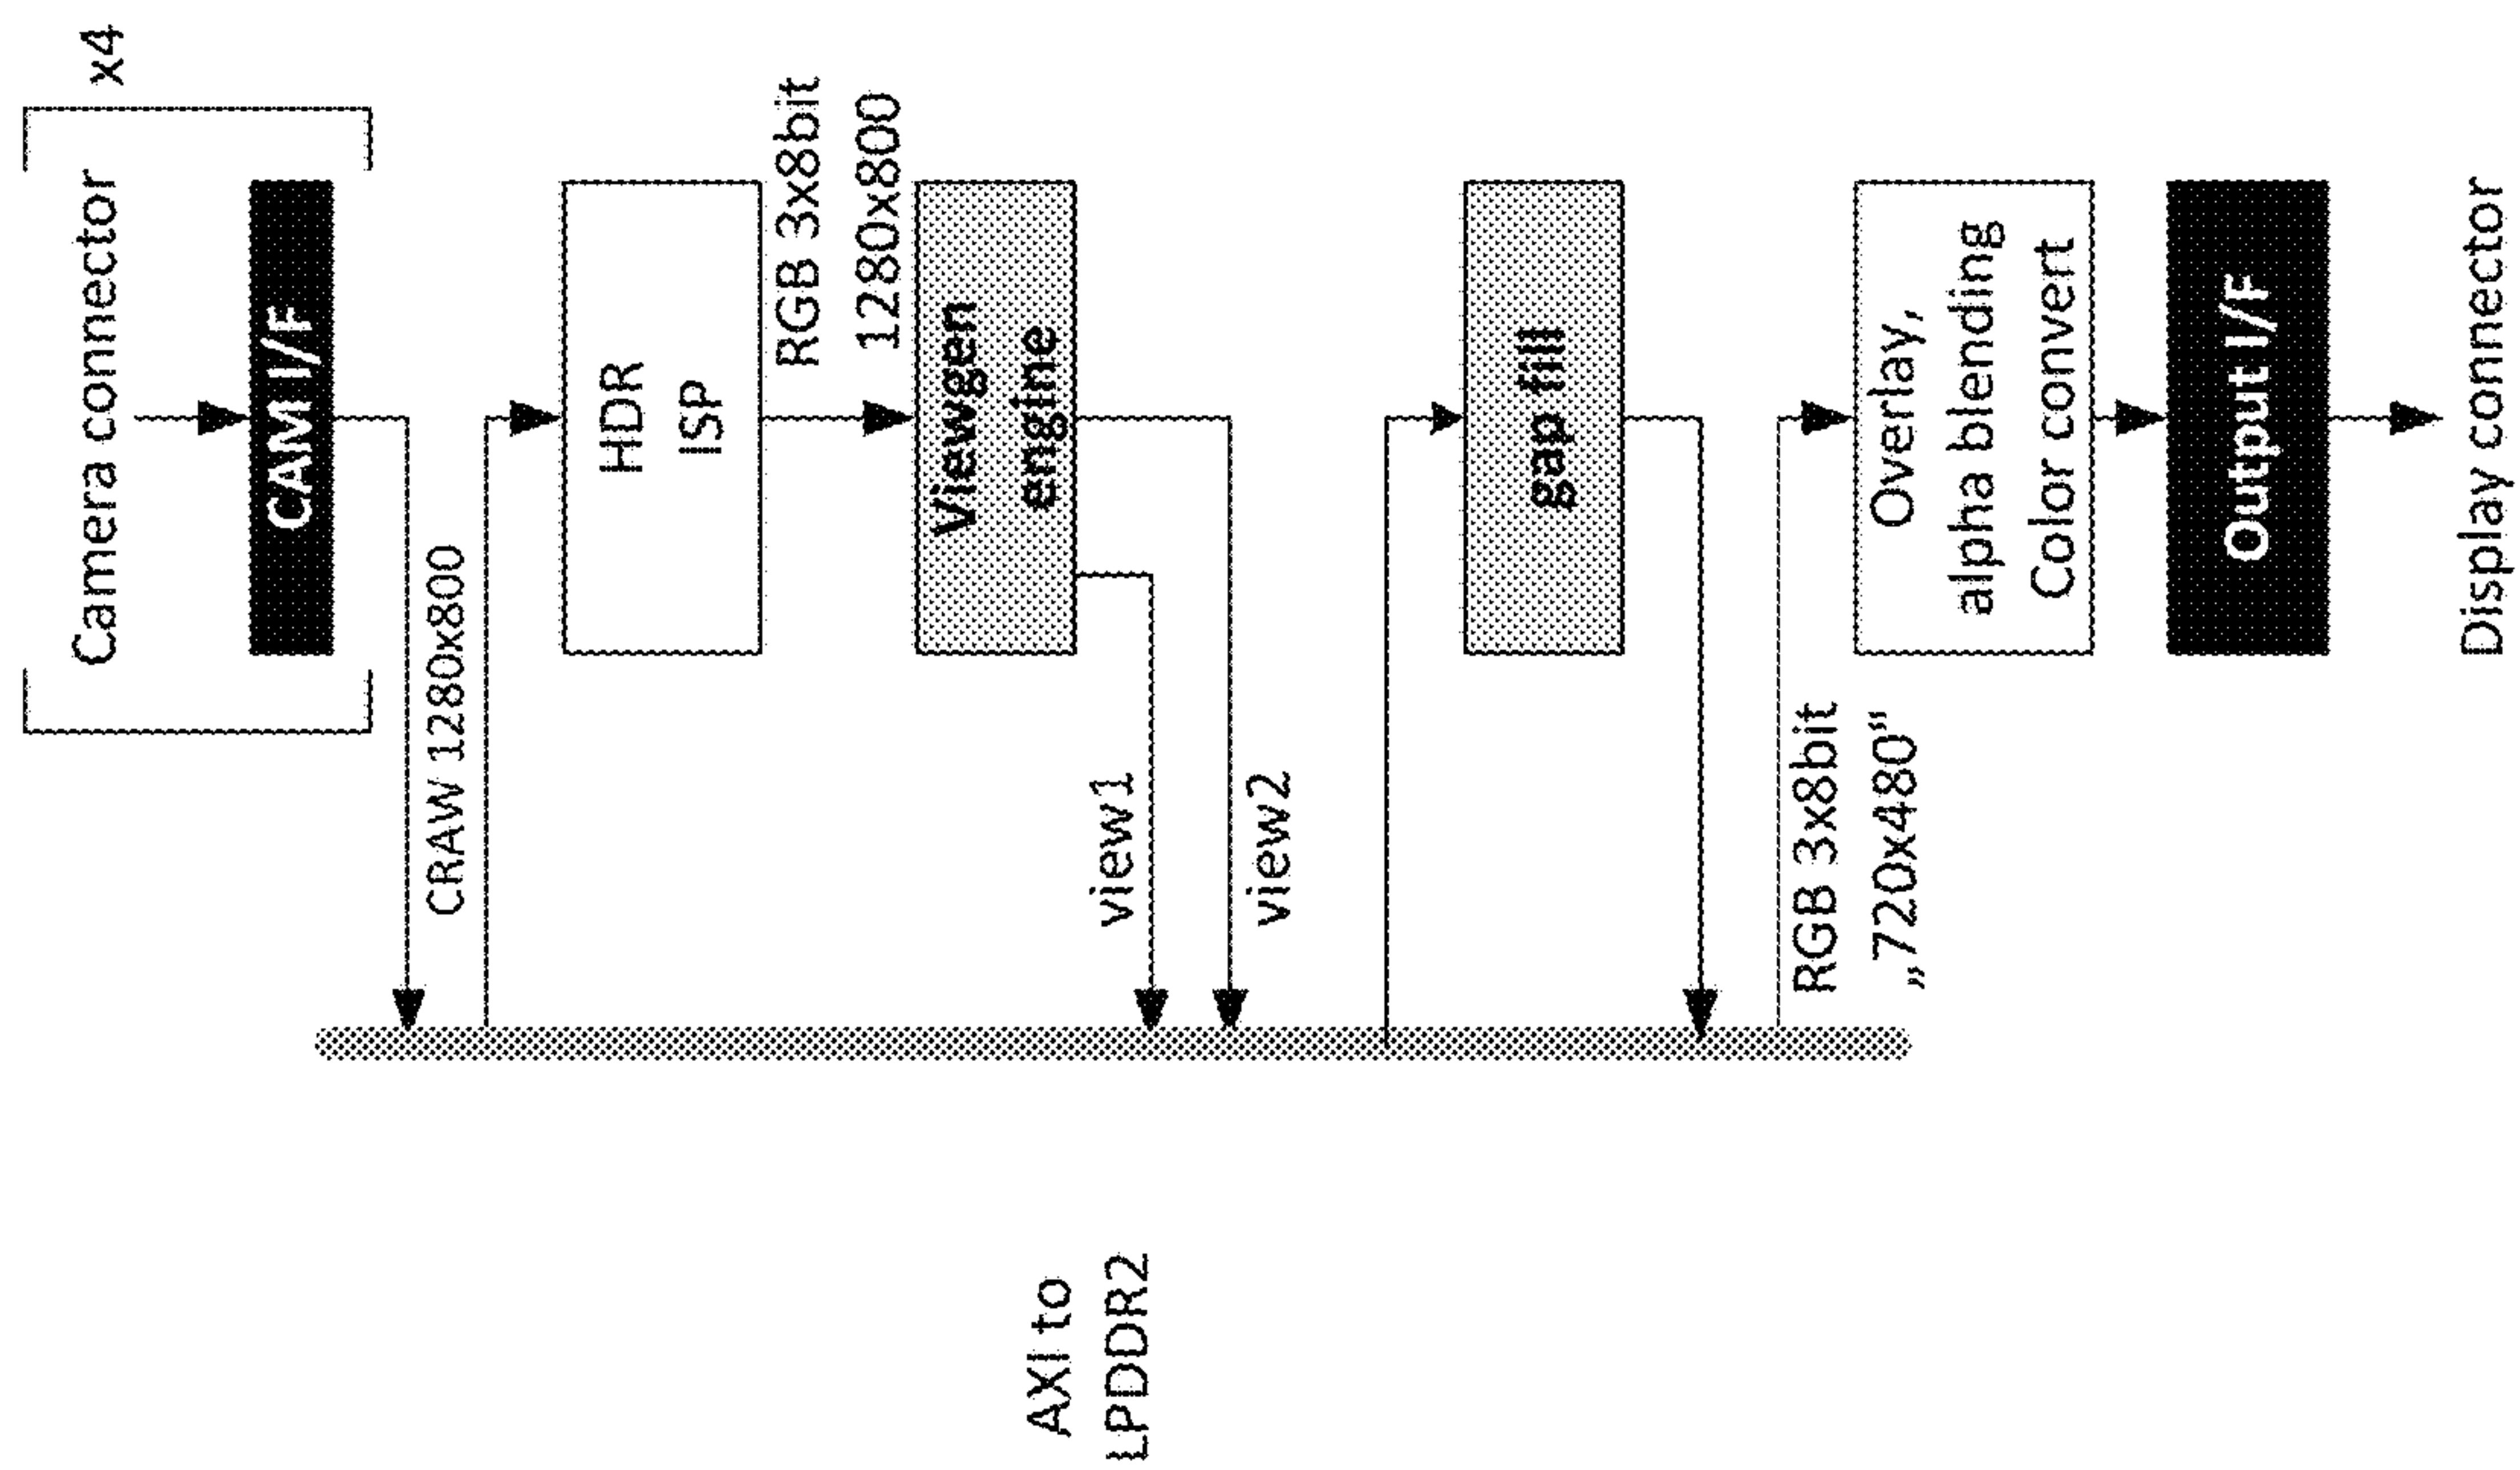 Camera connector
x4
CAM I/F
CRAW 1280x800
HDR
ISP
RGB 3x8bit
1280x800
Viewgen
engine
view1
view2
AXI to
LPDDR2
gap fill
RGB 3x8bit
„720x480“
Overlay,
alpha blending
Color convert
Output I/F
Display connector